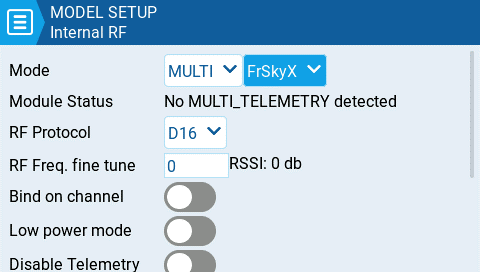 MODEL SETUP
Internal RF
Mode MULTI FrSkyX
Module Status No MULTI_TELEMETRY detected
RF Protocol D16
RF Freq. fine tune 0 RSSI: 0 db
Bind on channel
Low power mode
Disable Telemetry